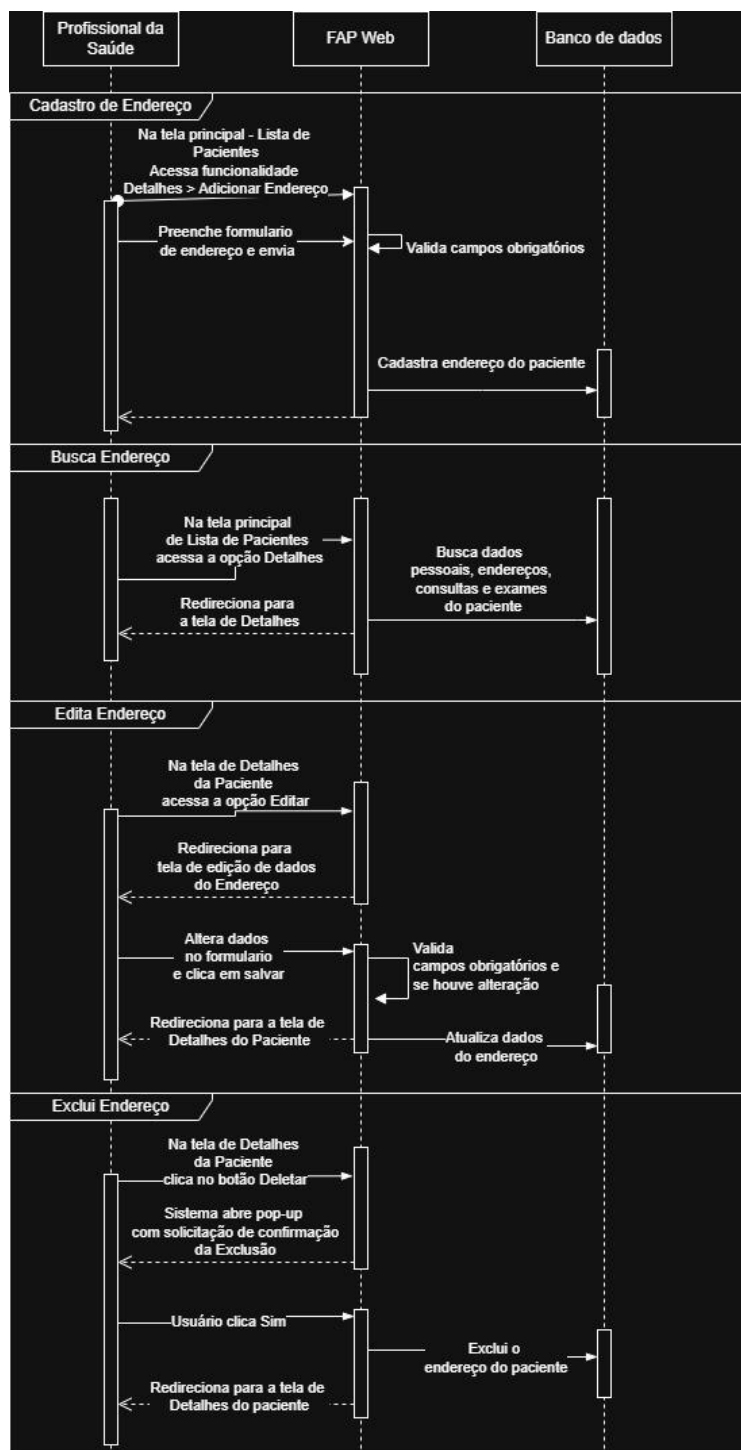 Profissional da
Saúde
FAP Web
Banco de dados
Cadastro de Endereço
Na tela principal - Lista de
Pacientes
Acessa funcionalidade
Detalhes > Adicionar Endereço
Preenche formulario
de endereço e envia
Valida campos obrigatórios
Cadastra endereço do paciente
Busca Endereço
Na tela principal
de Lista de Pacientes
acessa a opção Detalhes
Busca dados
pessoais, endereços,
consultas e exames
do paciente
Redireciona para
a tela de Detalhes
Edita Endereço
Na tela de Detalhes
da Paciente
acessa a opção Editar
Redireciona para
tela de edição de dados
do Endereço
Altera dados
no formulario
e clica em salvar
Valida
campos obrigatórios e
se houve alteração
Redireciona para a tela de
Detalhes do Paciente
Atualiza dados
do endereço
Exclui Endereço
Na tela de Detalhes
da Paciente
clica no botão Deletar
Sistema abre pop-up
com solicitação de confirmação
da Exclusão
Usuário clica Sim
Exclui o
endereço do paciente
Redireciona para a tela de
Detalhes do paciente